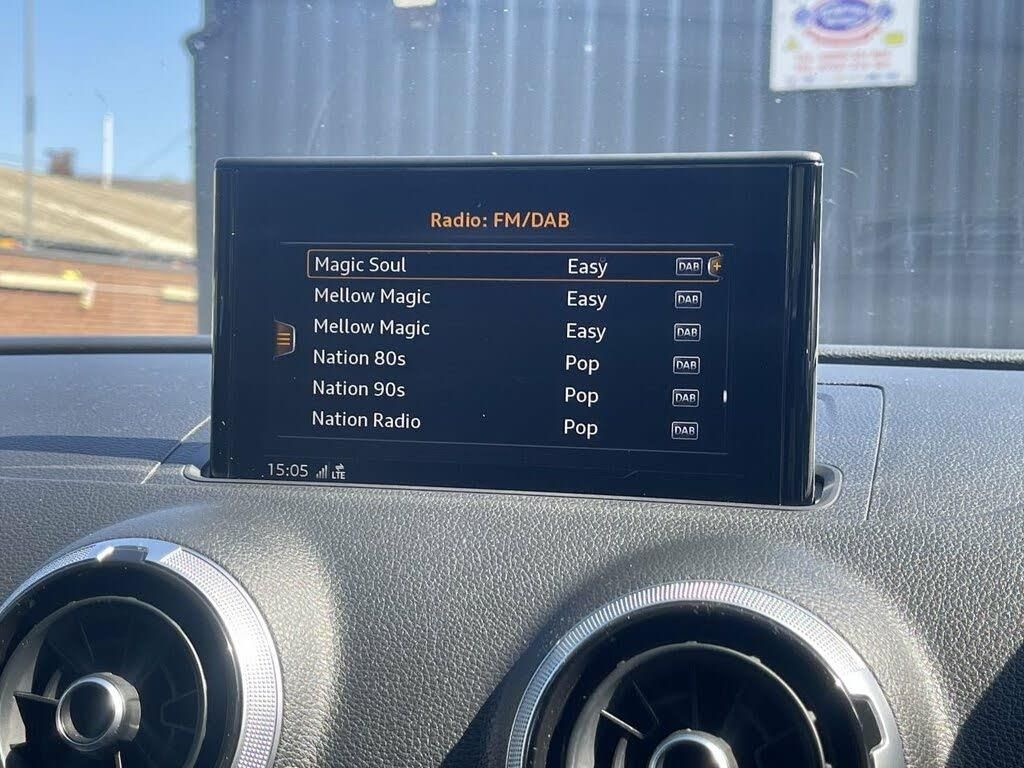 Radio: FM/DAB
Magic Soul Easy DAB
Mellow Magic Easy DAB
Mellow Magic Easy DAB
Nation 80s Pop DAB
Nation 90s Pop DAB
Nation Radio Pop DAB
15:05 LTE